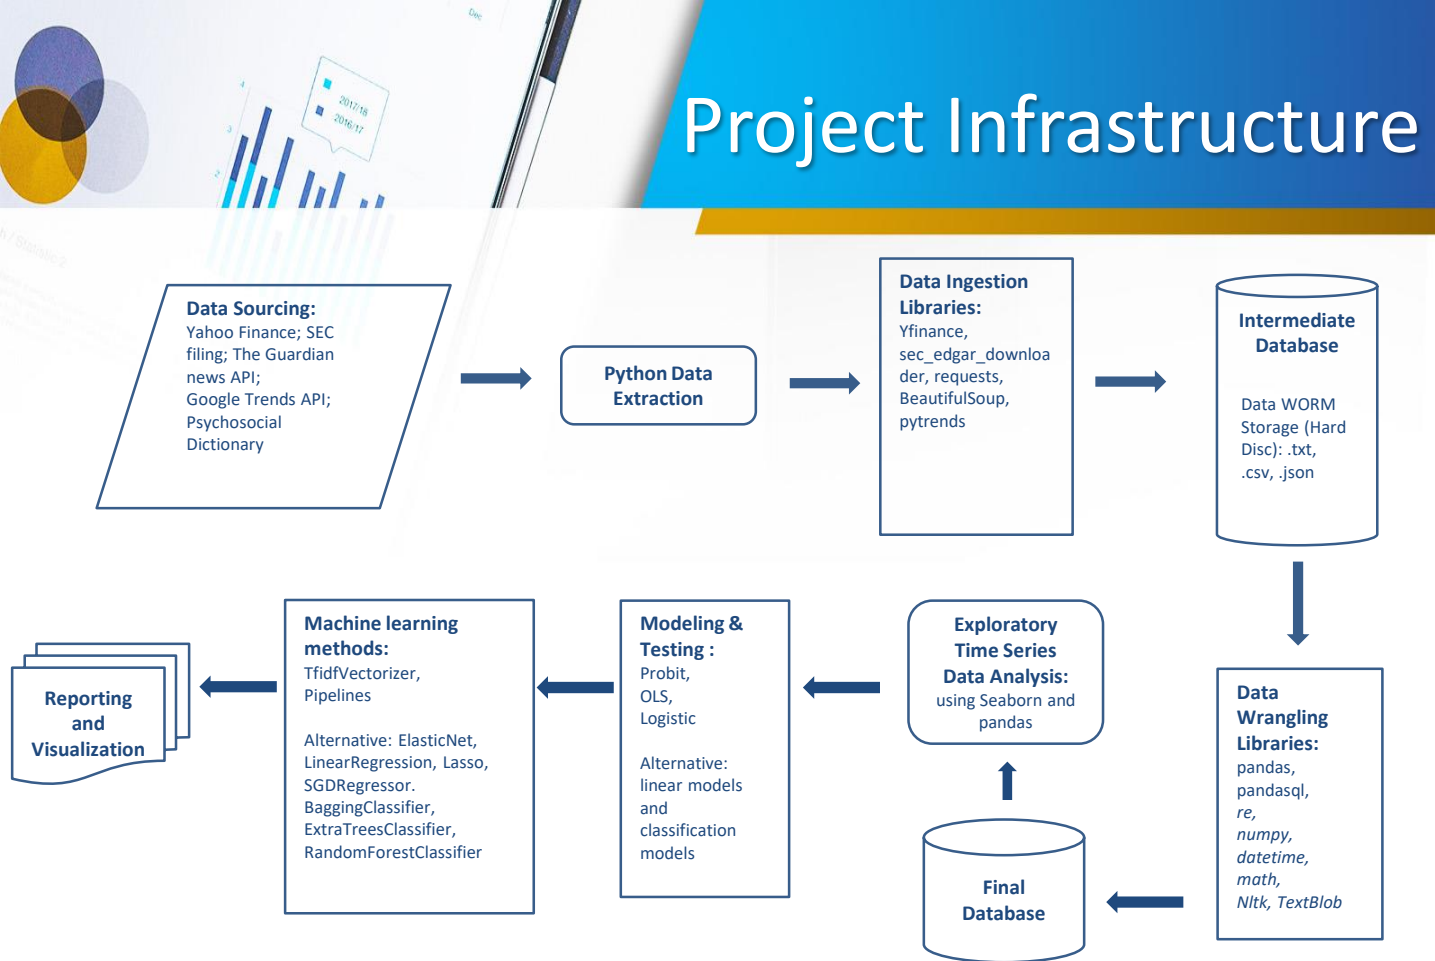 Dec
4
3
2
2017/18
2016/17
Project Infrastructure
Data Sourcing:
Yahoo Finance; SEC
filing; The Guardian
news API;
Google Trends API;
Psychosocial
Dictionary
Python Data
Extraction
Data Ingestion
Libraries:
Yfinance,
sec_edgar_downloa
der, requests,
BeautifulSoup,
pytrends
Intermediate
Database
Data WORM
Storage (Hard
Disc): .txt,
.csv, .json
Data
Wrangling
Libraries:
pandas,
pandasql,
re,
numpy,
datetime,
math,
Nltk, TextBlob
Final
Database
Exploratory
Time Series
Data Analysis:
using Seaborn and
pandas
Modeling &
Testing :
Probit,
OLS,
Logistic
Alternative:
linear models
and
classification
models
Machine learning
methods:
TfidfVectorizer,
Pipelines
Alternative: ElasticNet,
LinearRegression, Lasso,
SGDRegressor.
BaggingClassifier,
ExtraTreesClassifier,
RandomForestClassifier
Reporting
and
Visualization